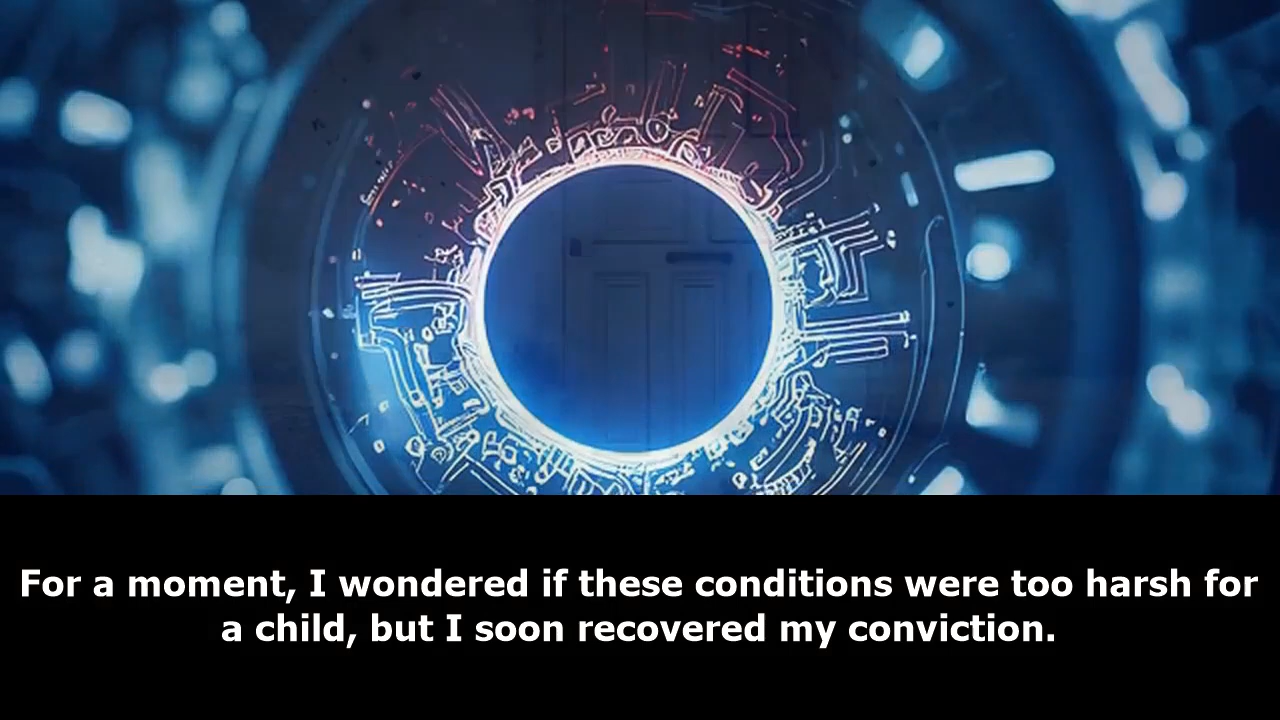 For a moment, I wondered if these conditions were too harsh for
a child, but I soon recovered my conviction.